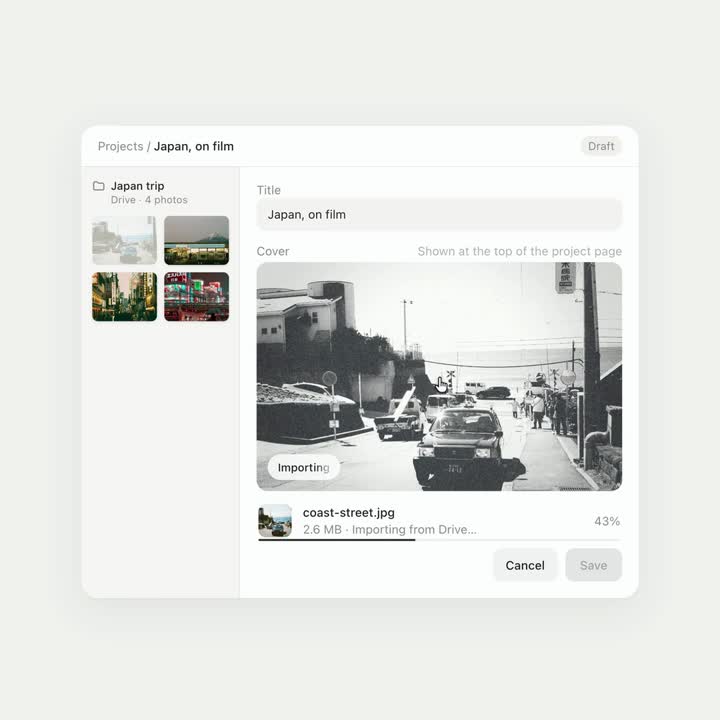 Projects / Japan, on film
Draft
Japan trip
Drive · 4 photos
Title
Japan, on film
Cover
Shown at the top of the project page
Importing
coast-street.jpg
2.6 MB · Importing from Drive...
43%
Cancel
Save